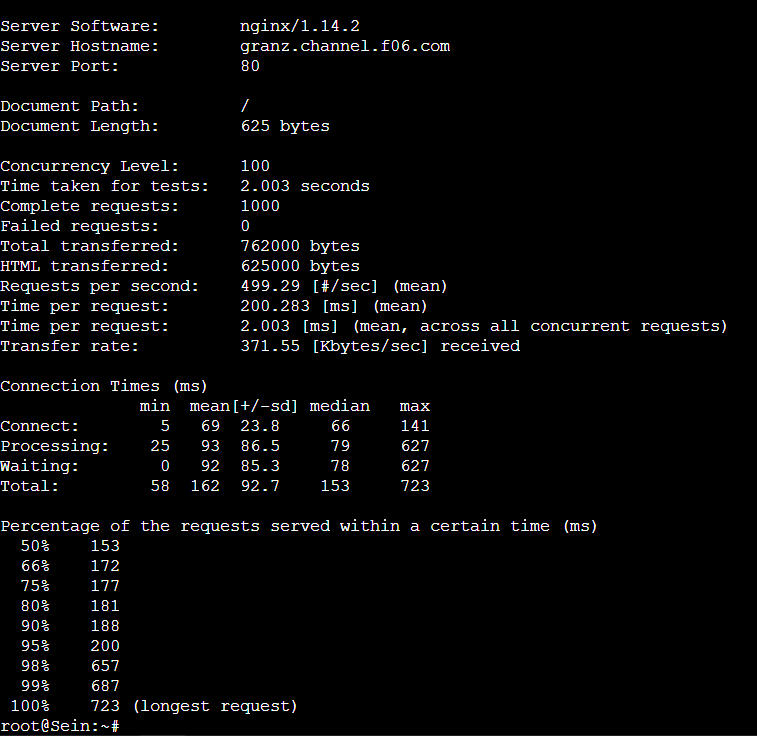 Server Software:        nginx/1.14.2
Server Hostname:        granz.channel.f06.com
Server Port:            80
Document Path:          /
Document Length:        625 bytes
Concurrency Level:      100
Time taken for tests:   2.003 seconds
Complete requests:      1000
Failed requests:        0
Total transferred:      762000 bytes
HTML transferred:       625000 bytes
Requests per second:    499.29 [#/sec] (mean)
Time per request:       200.283 [ms] (mean)
Time per request:       2.003 [ms] (mean, across all concurrent requests)
Transfer rate:          371.55 [Kbytes/sec] received
Connection Times (ms)
              min  mean[+/-sd] median   max
Connect:        5   69  23.8     66     141
Processing:    25   93  86.5     79     627
Waiting:        0   92  85.3     78     627
Total:         58  162  92.7    153     723
Percentage of the requests served within a certain time (ms)
  50%    153
  66%    172
  75%    177
  80%    181
  90%    188
  95%    200
  98%    657
  99%    687
 100%    723 (longest request)
root@Sein:~#